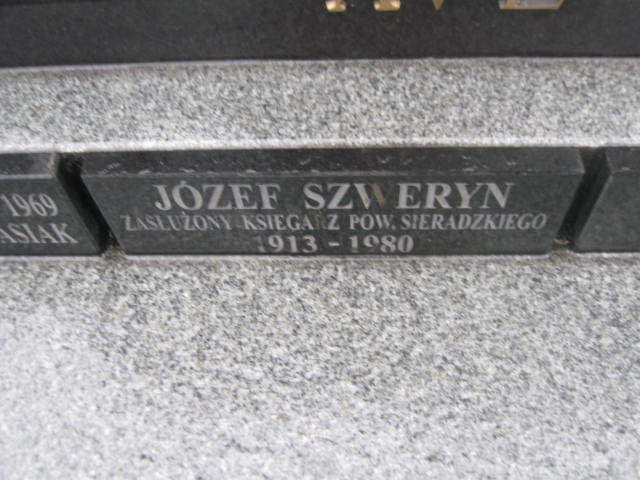 1969
ASIAK
JÓZEF SZWERYN
ZASŁUŻONY KSIĘGARZ POW. SIERADZKIEGO
1913 - 1980